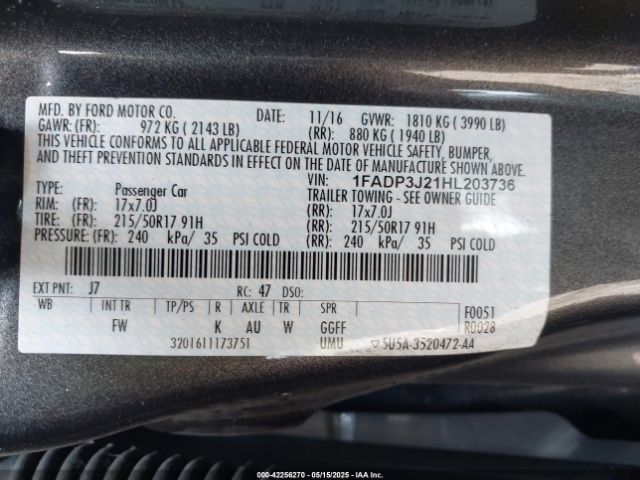 MFD. BY FORD MOTOR CO. DATE: 11/16 GVWR: 1810 KG ( 3990 LB)
GAWR: (FR): 972 KG ( 2143 LB) (RR): 880 KG ( 1940 LB)
THIS VEHICLE CONFORMS TO ALL APPLICABLE FEDERAL MOTOR VEHICLE SAFETY, BUMPER,
AND THEFT PREVENTION STANDARDS IN EFFECT ON THE DATE OF MANUFACTURE SHOWN ABOVE.
VIN: 1FADP3J21HL203736
TYPE: Passenger Car TRAILER TOWING - SEE OWNER GUIDE
RIM: (FR): 17x7.0J (RR): 17x7.0J
TIRE: (FR): 215/50R17 91H (RR): 215/50R17 91H
PRESSURE: (FR): 240 kPa/ 35 PSI COLD (RR): 240 kPa/ 35 PSI COLD
EXT PNT: J7 RC: 47 DSO:
WB INT TR TP/PS R AXLE TR SPR F0051
FW K AU W GGFF R0028
3201611173751 UMU ▽5U5A-3520472-AA
000-42256270 - 05/15/2025 - IAA Inc.